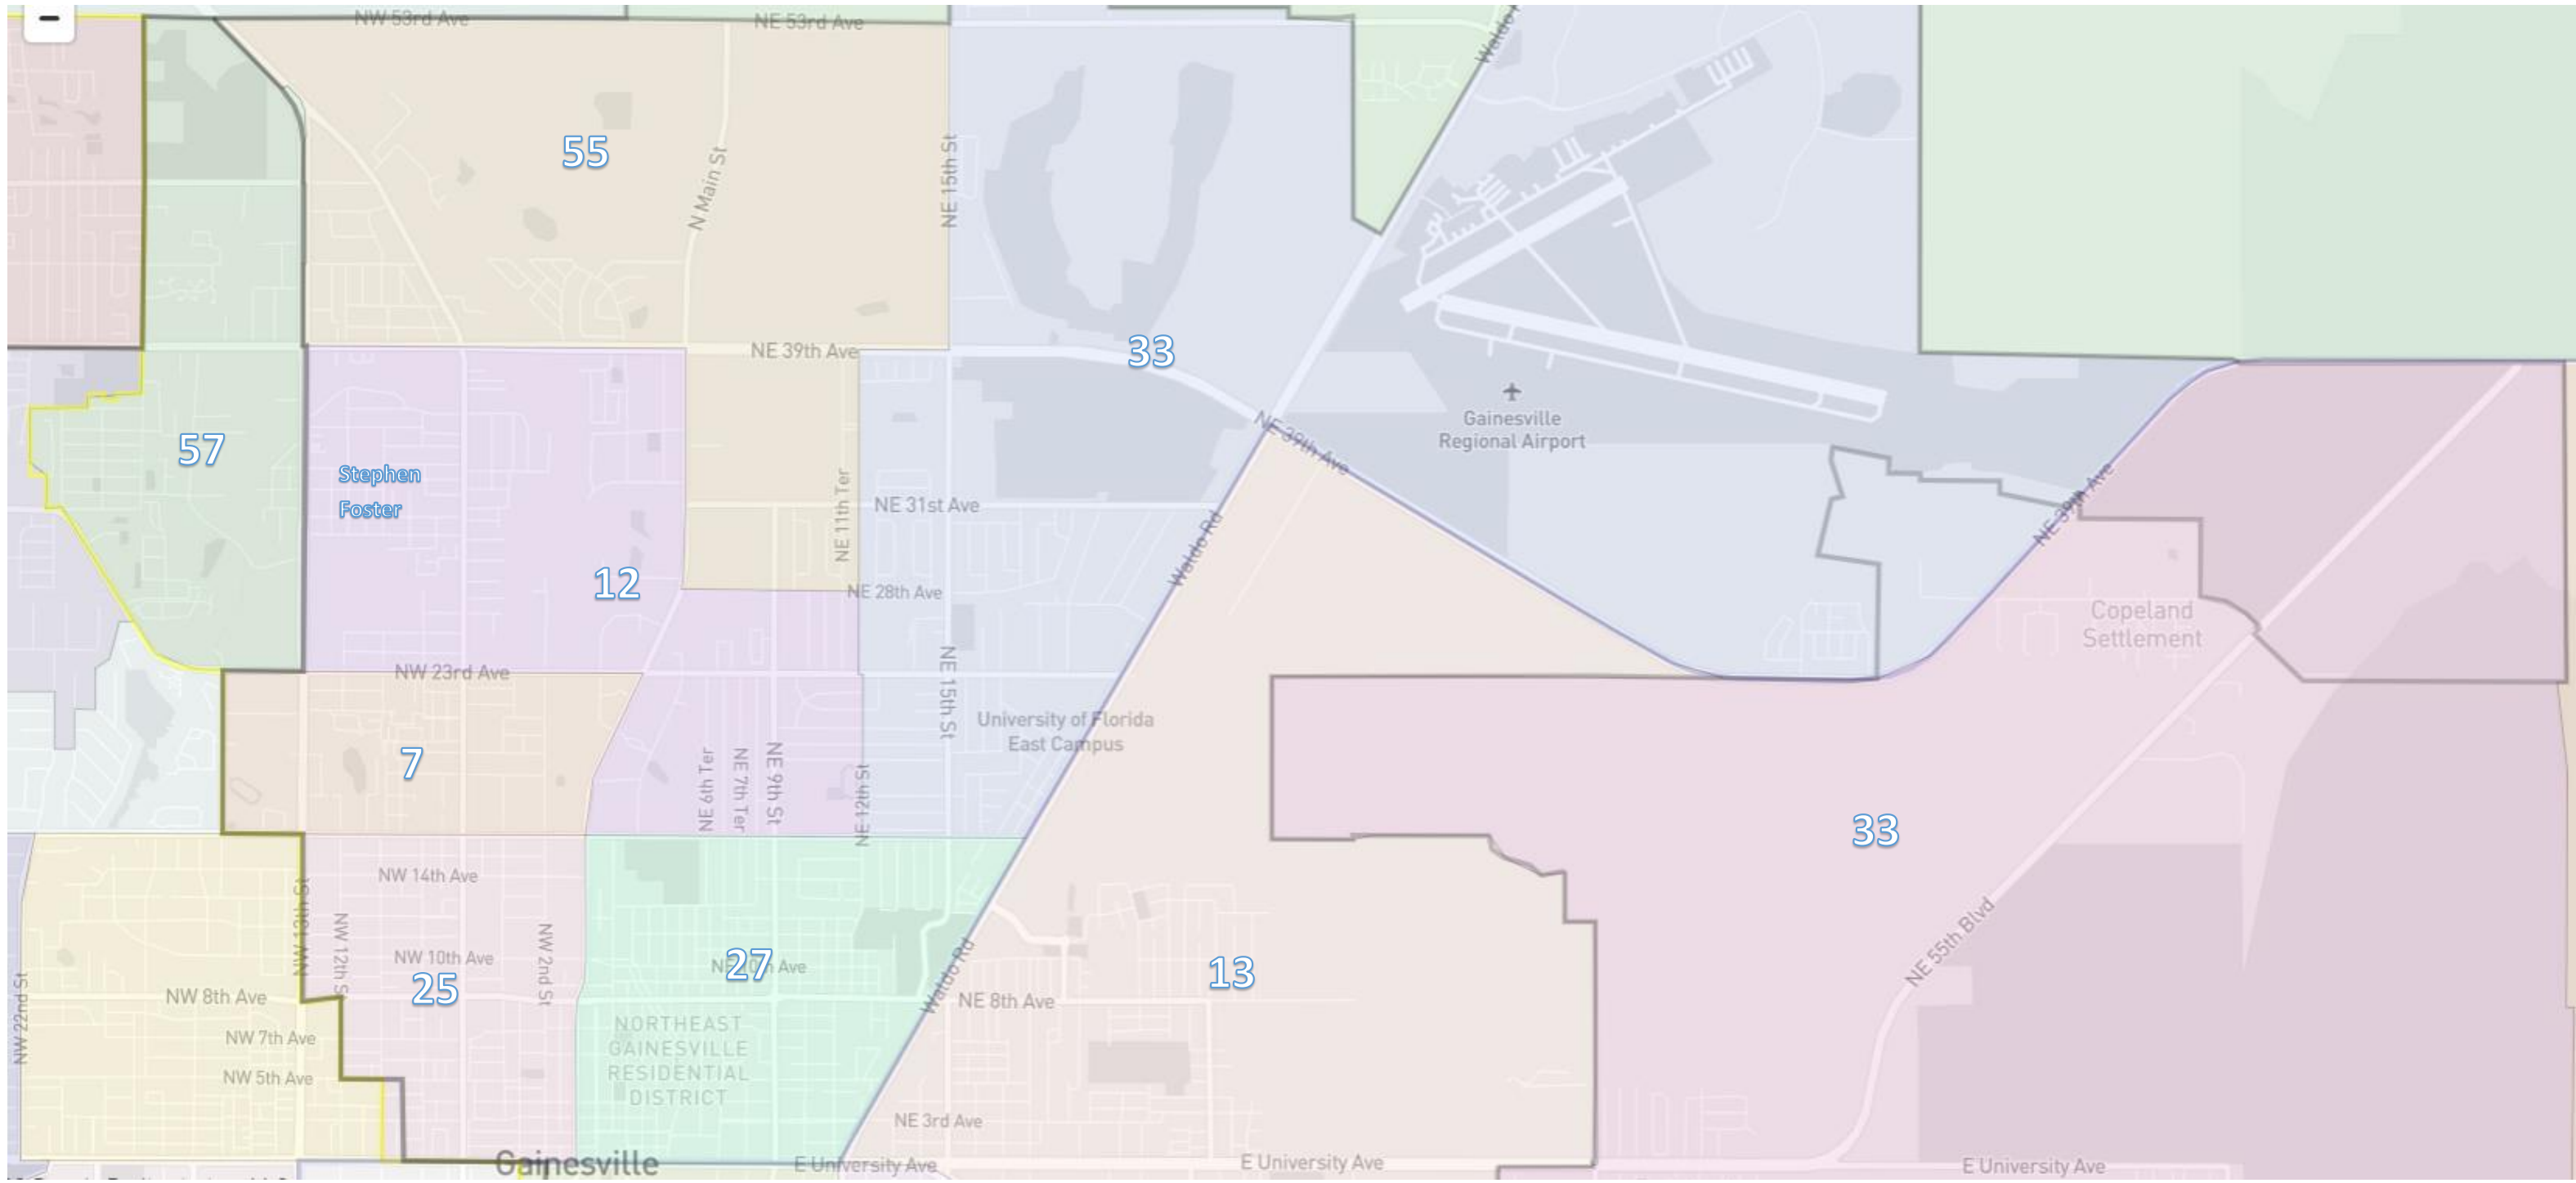 NW 53rd Ave
NE 53rd Ave
55
N Main St
NE 15th St
NE 39th Ave
33
NE 39th Ave
Gainesville
Regional Airport
57
Stephen
Foster
12
NE 11th Ter
NE 31st Ave
NE 28th Ave
Waldo Rd
NE 39th Ave
Copeland
Settlement
NW 23rd Ave
7
NE 6th Ter
NE 7th Ter
NE 9th St
NE 12th St
NE 15th St
University of Florida
East Campus
33
NW 14th Ave
NW 13th St
NW 12th St
NW 10th Ave
NW 2nd St
25
27
NE 10th Ave
Waldo Rd
13
NE 55th Blvd
NW 22nd St
NW 8th Ave
NW 7th Ave
NW 5th Ave
NE 8th Ave
NORTHEAST
GAINESVILLE
RESIDENTIAL
DISTRICT
NE 3rd Ave
Gainesville
E University Ave
E University Ave
E University Ave